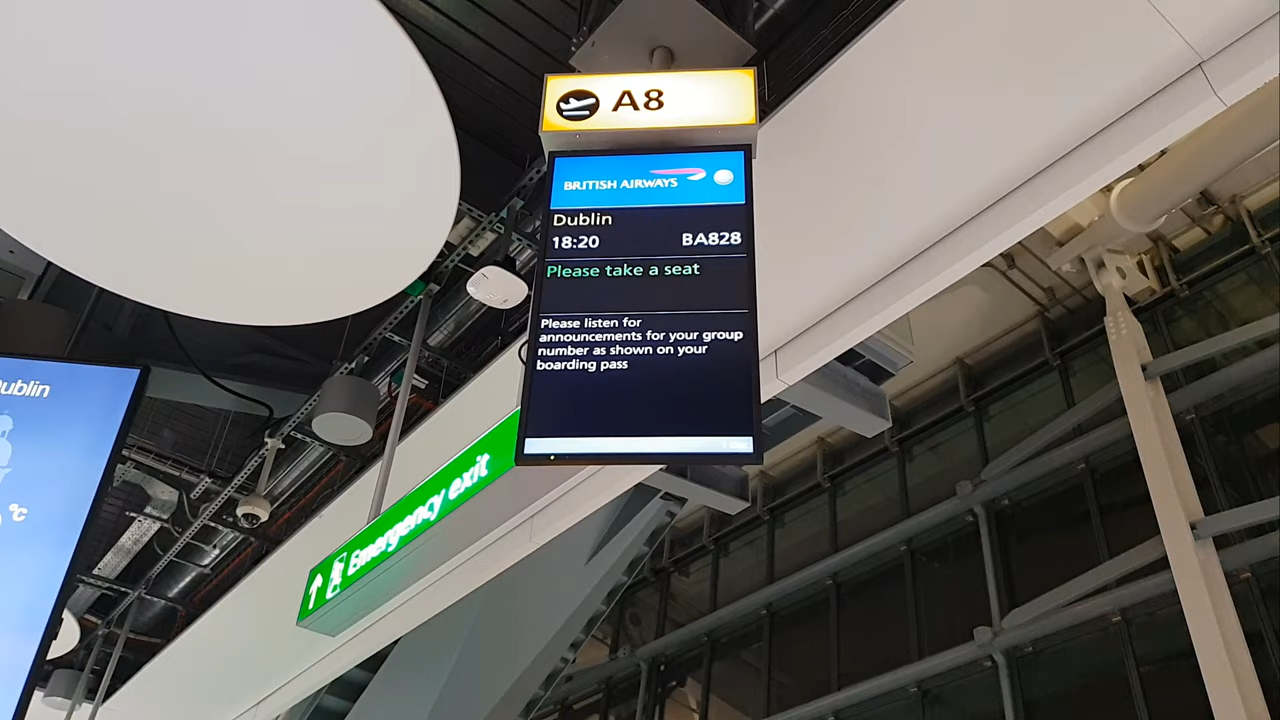 A8
BRITISH AIRWAYS
Dublin
18:20 BA828
Please take a seat
Please listen for
announcements for your group
number as shown on your
boarding pass
Emergency exit
Dublin
°C